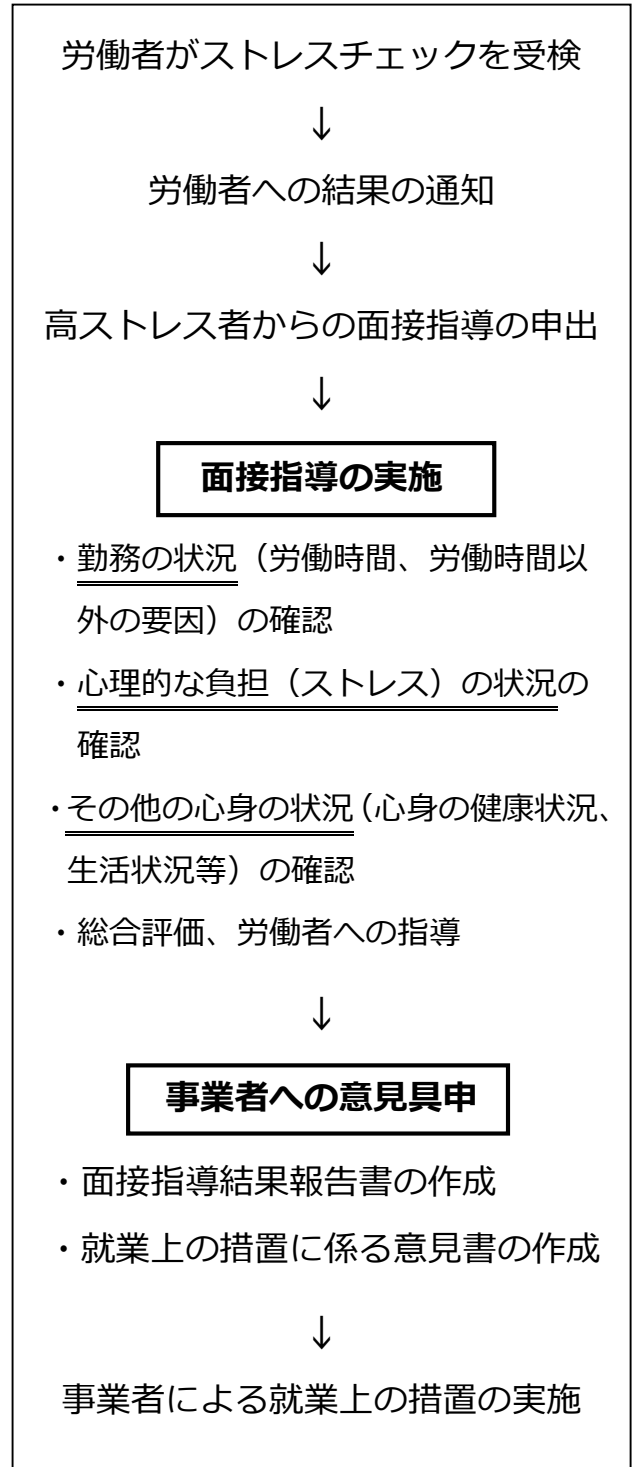 労働者がストレスチェックを受検
↓
労働者への結果の通知
↓
高ストレス者からの面接指導の申出
↓
面接指導の実施
・勤務の状況（労働時間、労働時間以
外の要因）の確認
・心理的な負担（ストレス）の状況の
確認
・その他の心身の状況（心身の健康状況、
生活状況等）の確認
・総合評価、労働者への指導
↓
事業者への意見具申
・面接指導結果報告書の作成
・就業上の措置に係る意見書の作成
↓
事業者による就業上の措置の実施